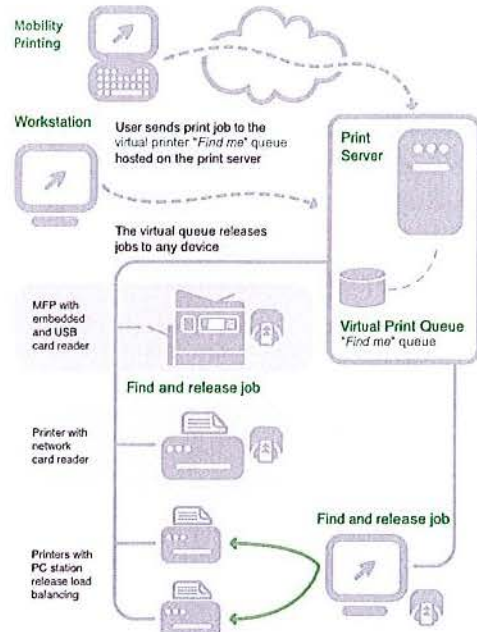 Mobility
Printing
Workstation
User sends print job to the
virtual printer "Find me" queue
hosted on the print server
Print
Server
The virtual queue releases
jobs to any device
MFP with
embedded
and USB
card reader
Virtual Print Queue
"Find me" queue
Find and release job
Printer with
network
card reader
Find and release job
Printers with
PC station
release load
balancing